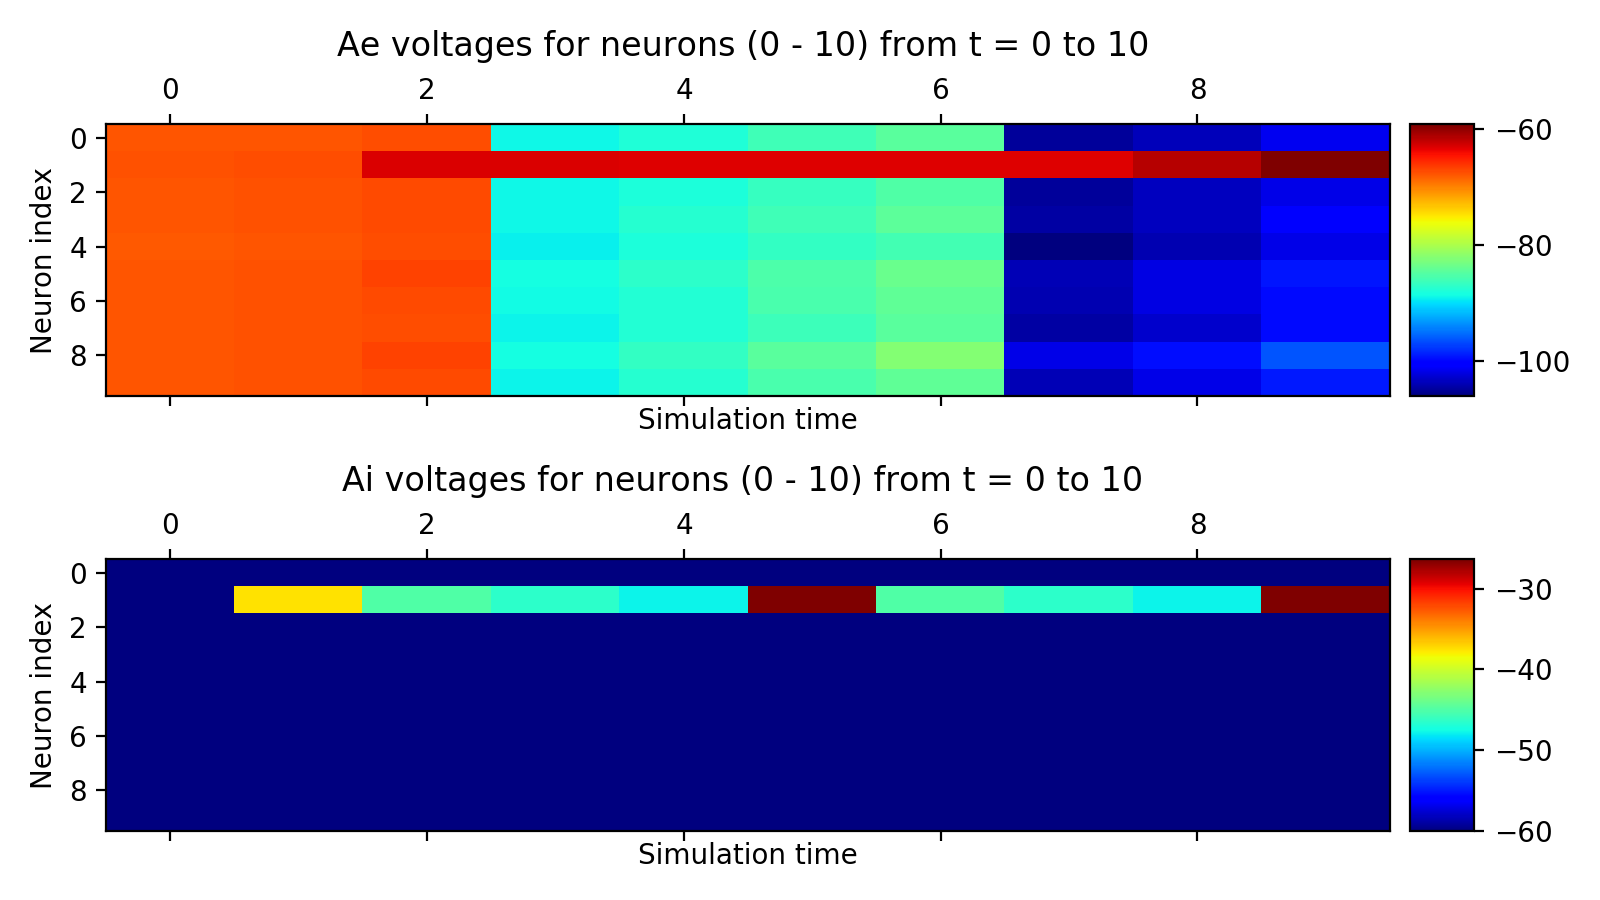 Ae voltages for neurons (0 - 10) from t = 0 to 10
0 2 4 6 8
Neuron index
0
2
4
6
8
Simulation time
−60
−80
−100
Ai voltages for neurons (0 - 10) from t = 0 to 10
0 2 4 6 8
Neuron index
0
2
4
6
8
Simulation time
−30
−40
−50
−60